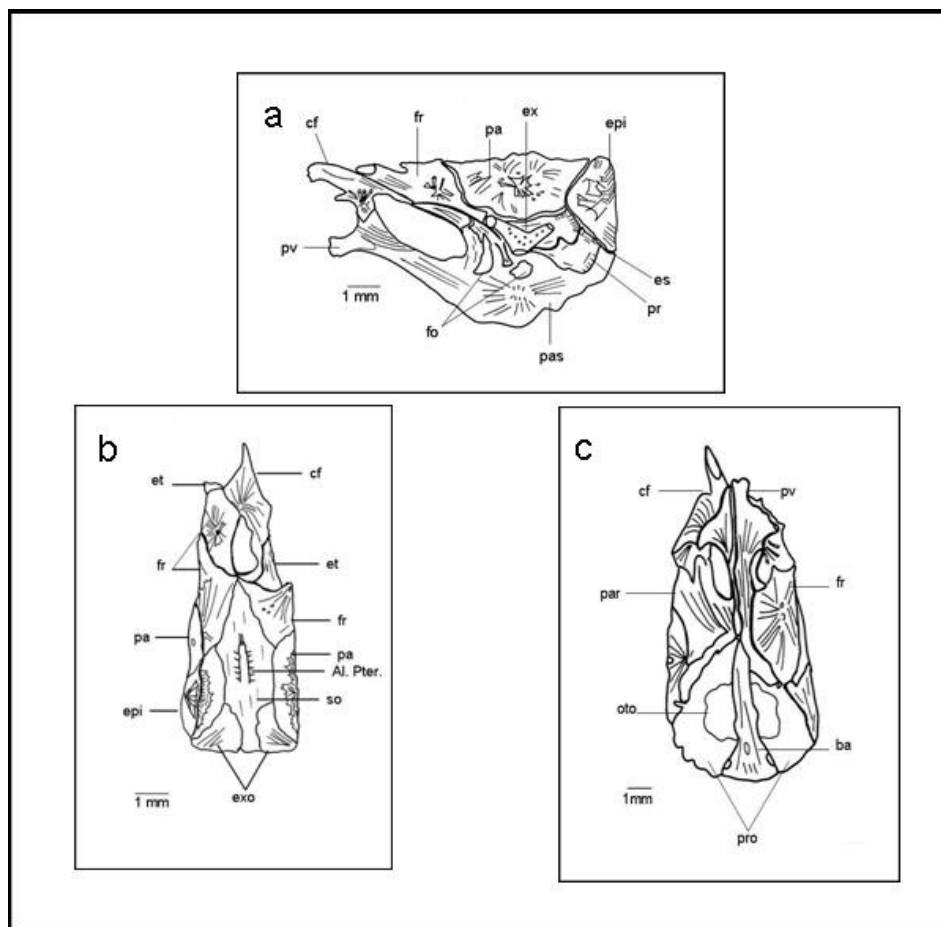 a
cf
fr
pa
ex
epi
pv
1 mm
fo
pas
es
pr
b
et
cf
fr
et
fr
pa
pa
Al. Pter.
so
epi
exo
1 mm
c
cf
pv
par
fr
oto
ba
1mm
pro